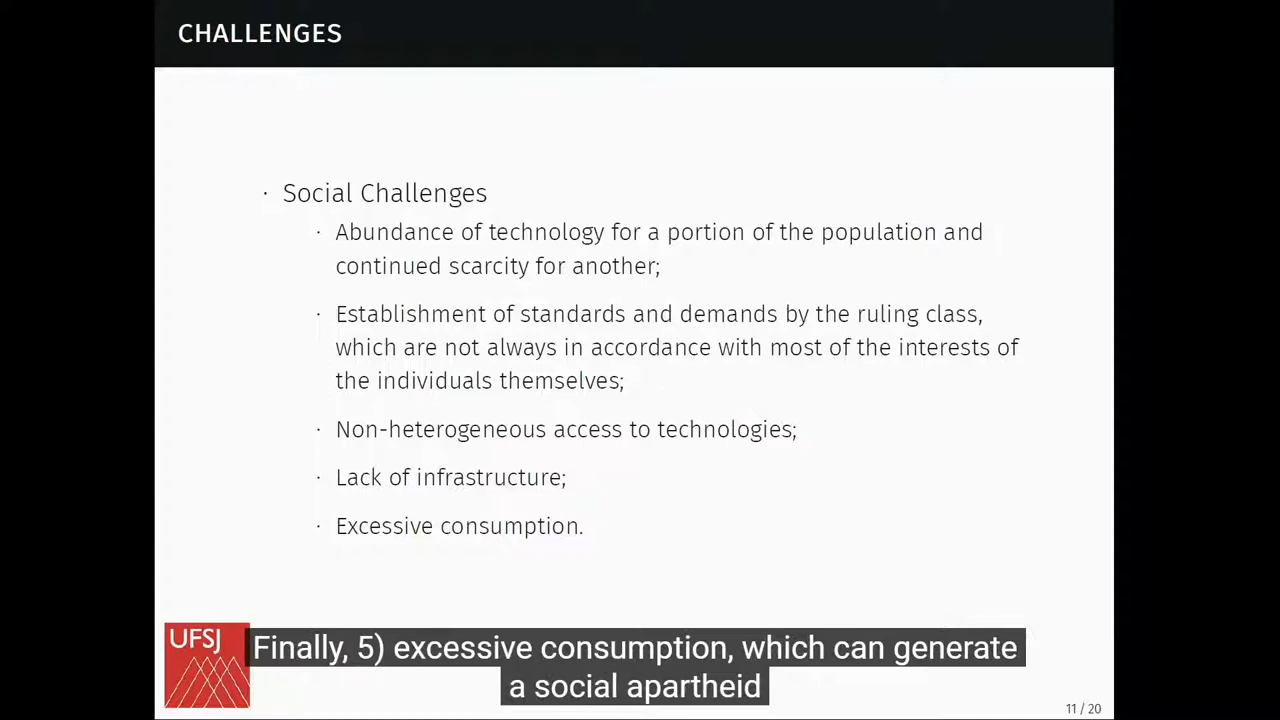 CHALLENGES
· Social Challenges
· Abundance of technology for a portion of the population and
continued scarcity for another;
· Establishment of standards and demands by the ruling class,
which are not always in accordance with most of the interests of
the individuals themselves;
· Non-heterogeneous access to technologies;
· Lack of infrastructure;
· Excessive consumption.
UFSJ
Finally, 5) excessive consumption, which can generate
a social apartheid
11 / 20